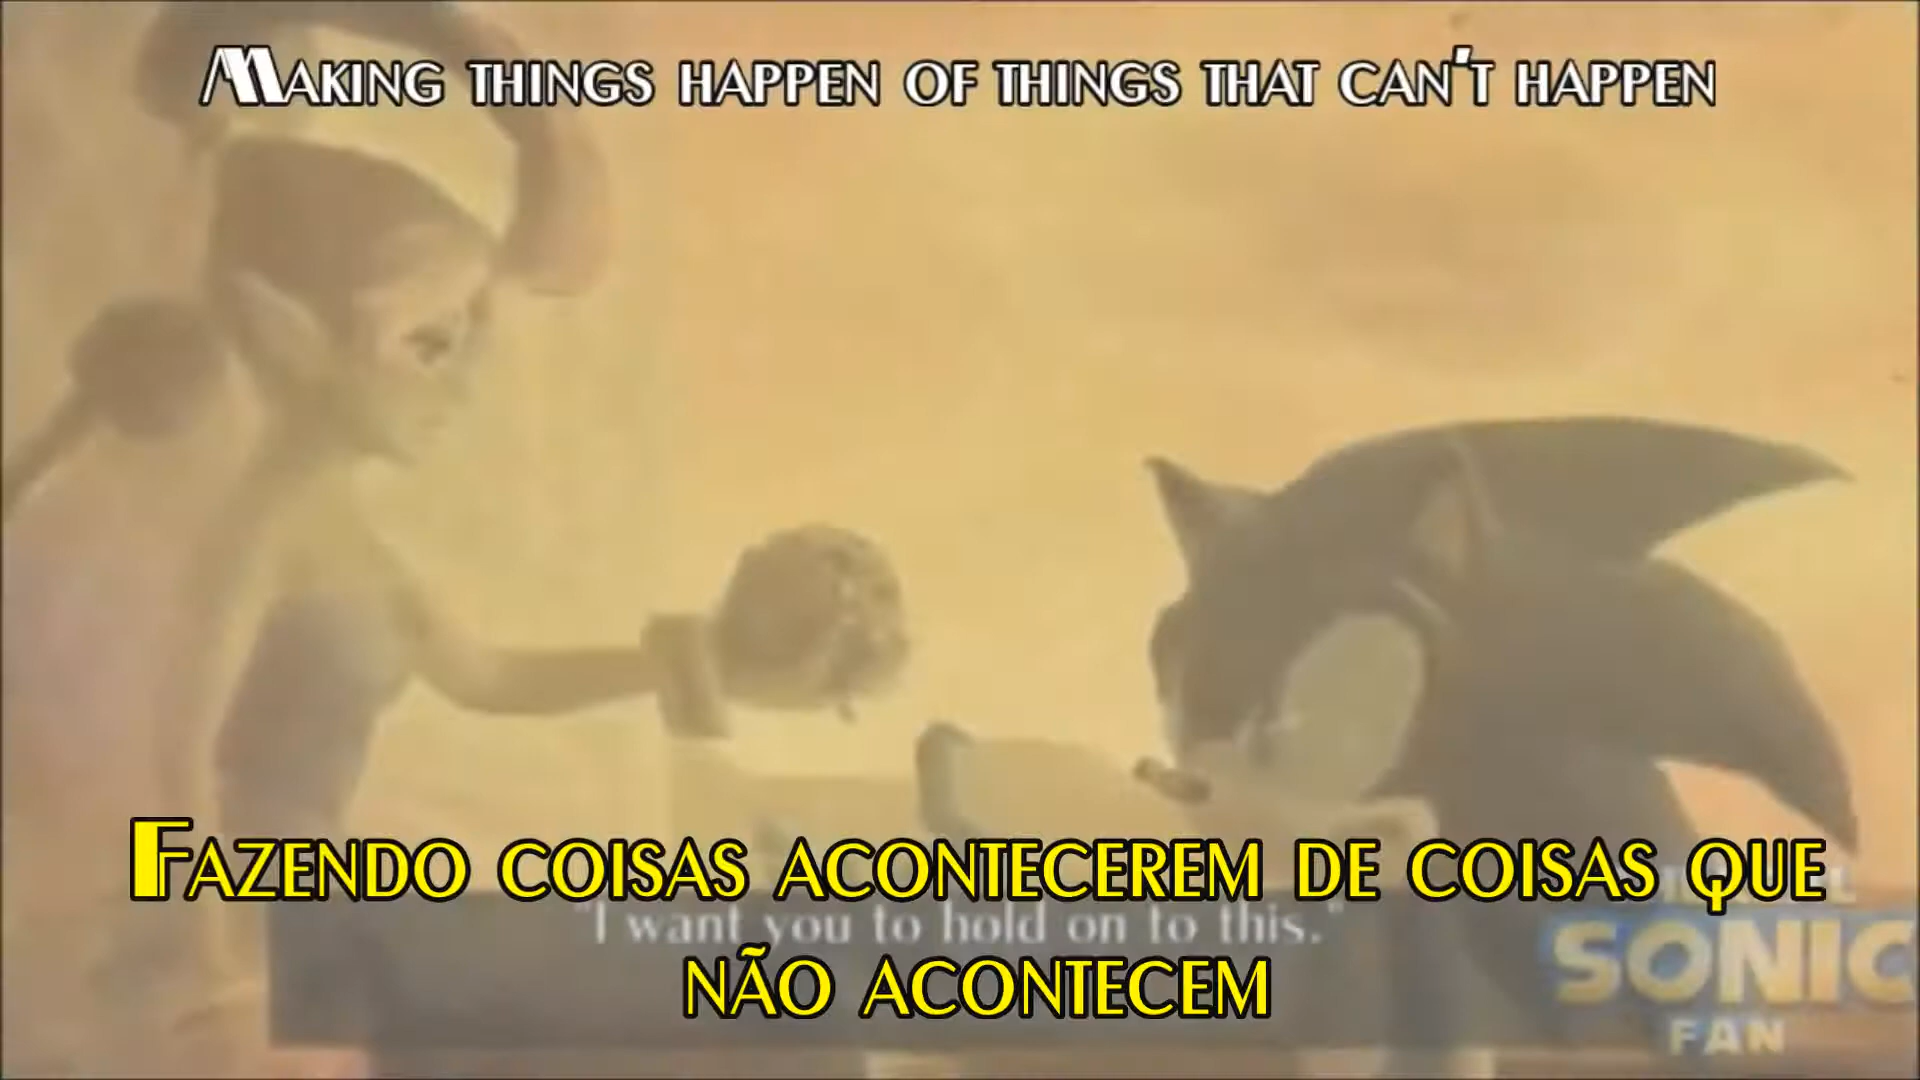 Making things happen of things that can't happen
Fazendo coisas acontecerem de coisas que
"I want you to hold on to this."
não acontecem
SONIC
FAN